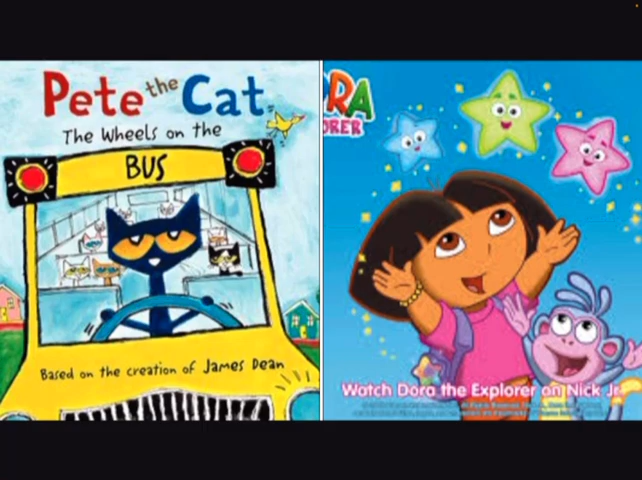 Pete the Cat
The Wheels on the
BUS
Based on the creation of James Dean
RA
ORER
Watch Dora the Explorer on Nick Jr.